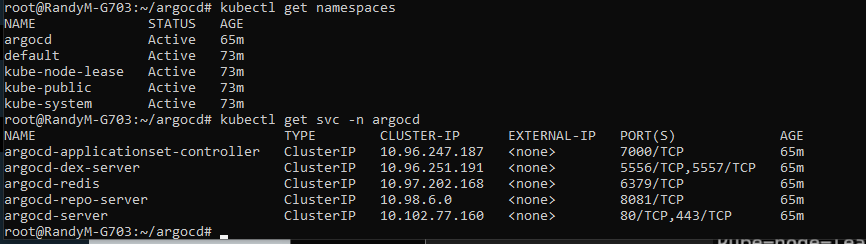 root@RandyM-G703:~/argocd# kubectl get namespaces
NAME              STATUS   AGE
argocd            Active   65m
default           Active   73m
kube-node-lease   Active   73m
kube-public       Active   73m
kube-system       Active   73m
root@RandyM-G703:~/argocd# kubectl get svc -n argocd
NAME                               TYPE        CLUSTER-IP      EXTERNAL-IP   PORT(S)             AGE
argocd-applicationset-controller   ClusterIP   10.96.247.187   <none>        7000/TCP            65m
argocd-dex-server                  ClusterIP   10.96.251.191   <none>        5556/TCP,5557/TCP   65m
argocd-redis                       ClusterIP   10.97.202.168   <none>        6379/TCP            65m
argocd-repo-server                 ClusterIP   10.98.6.0       <none>        8081/TCP            65m
argocd-server                      ClusterIP   10.102.77.160   <none>        80/TCP,443/TCP      65m
root@RandyM-G703:~/argocd#